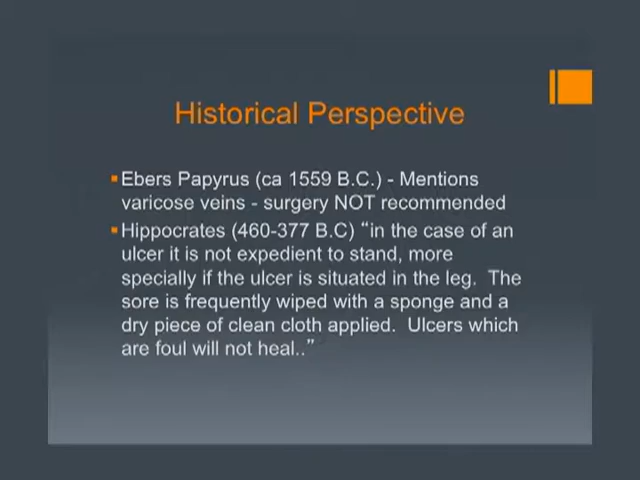 Historical Perspective
Ebers Papyrus (ca 1559 B.C.) - Mentions
varicose veins - surgery NOT recommended
Hippocrates (460-377 B.C) “in the case of an
ulcer it is not expedient to stand, more
specially if the ulcer is situated in the leg.  The
sore is frequently wiped with a sponge and a
dry piece of clean cloth applied.  Ulcers which
are foul will not heal..”